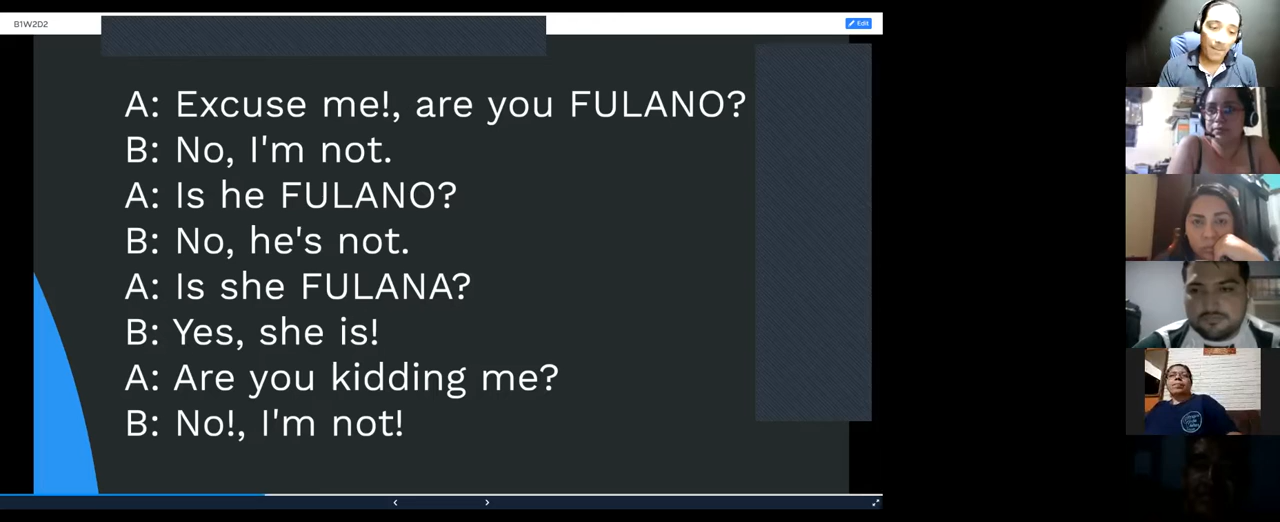 B1W2D2
Edit
A: Excuse me!, are you FULANO?
B: No, I'm not.
A: Is he FULANO?
B: No, he's not.
A: Is she FULANA?
B: Yes, she is!
A: Are you kidding me?
B: No!, I'm not!